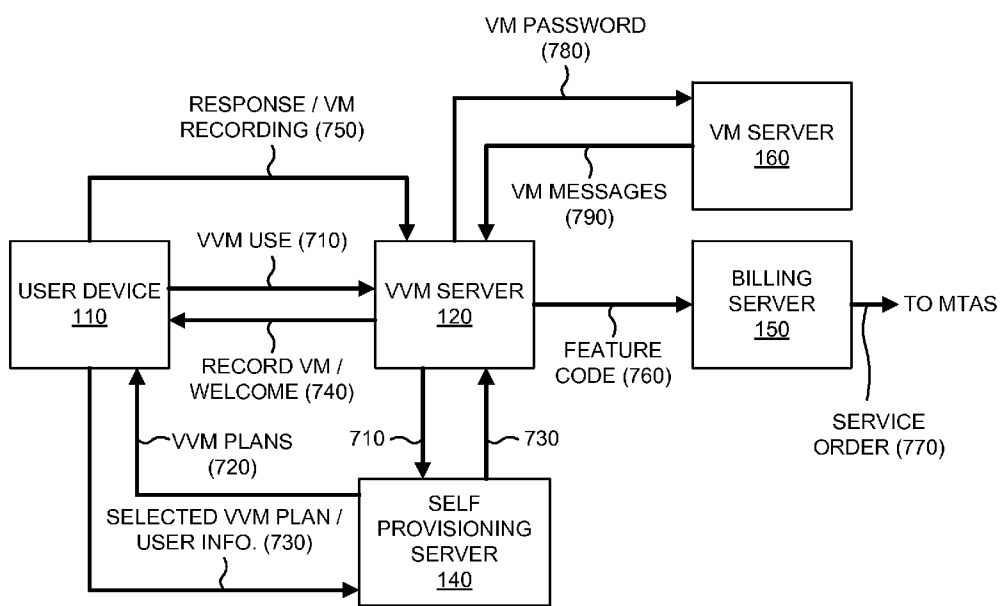 VM PASSWORD
(780)
RESPONSE / VM
RECORDING (750)
VM SERVER
160
VM MESSAGES
(790)
VVM USE (710)
USER DEVICE
110
VVM SERVER
120
BILLING
SERVER
150
TO MTAS
RECORD VM /
WELCOME (740)
FEATURE
CODE (760)
SERVICE
ORDER (770)
VVM PLANS
(720)
710
730
SELECTED VVM PLAN /
USER INFO. (730)
SELF
PROVISIONING
SERVER
140